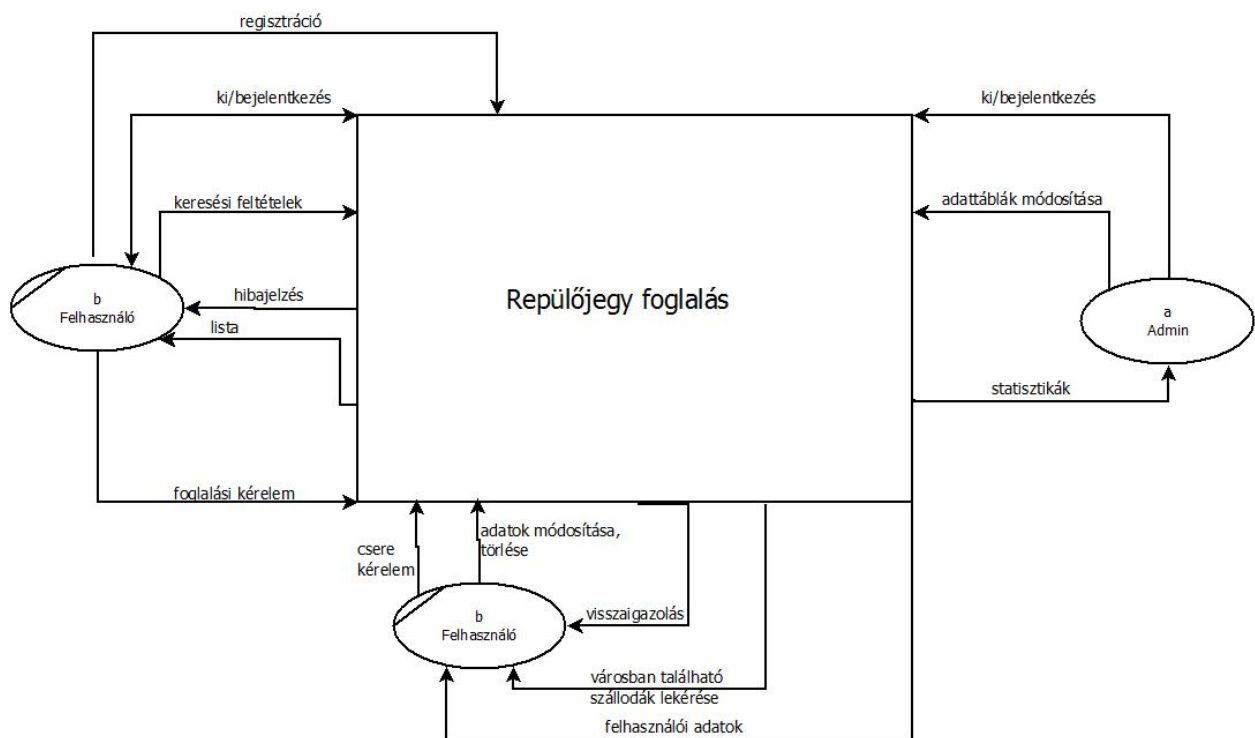 regisztráció
ki/bejelentkezés
ki/bejelentkezés
keresési feltételek
adattáblák módosítása
b
Felhasználó
hibajelzés
lista
Repülőjegy foglalás
a
Admin
statisztikák
foglalási kérelem
csere
kérelem
adatok módosítása,
törlése
b
Felhasználó
visszaigazolás
városban található
szállodák lekérése
felhasználói adatok